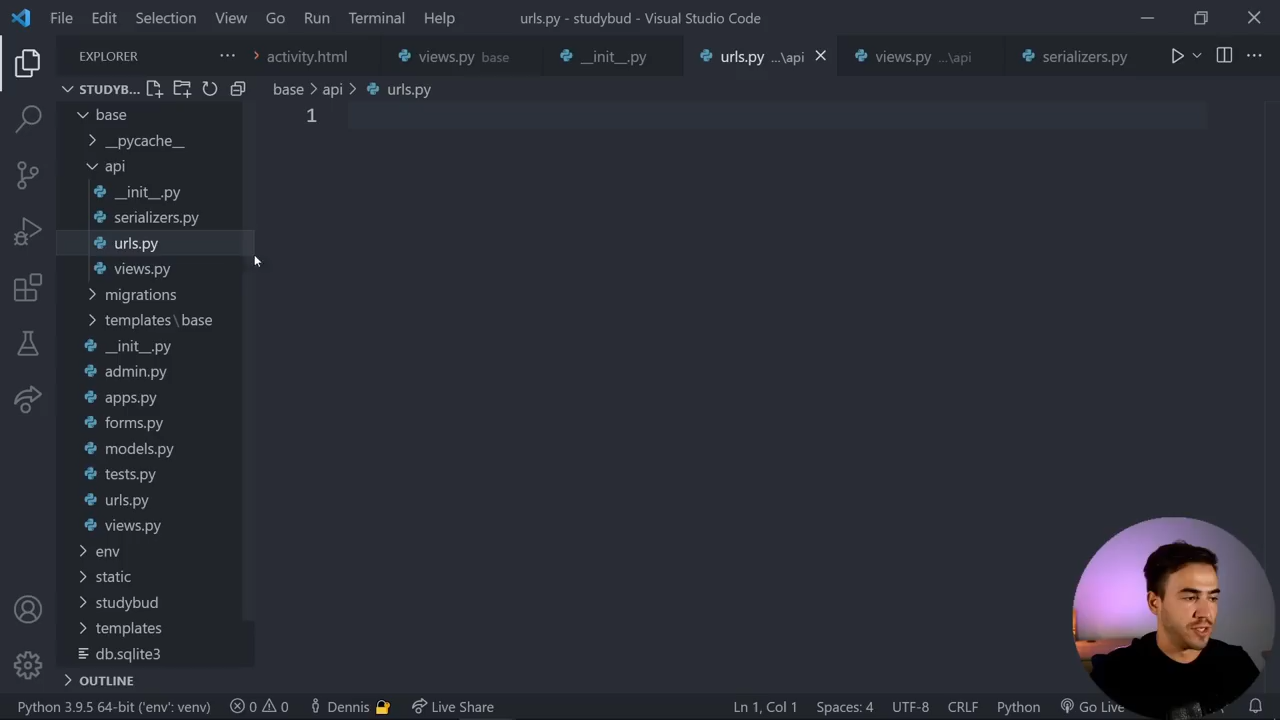 File Edit Selection View Go Run Terminal Help urls.py - studybud - Visual Studio Code
EXPLORER activity.html views.py base __init__.py urls.py ...\api views.py ...\api serializers.py
STUDYB... base api urls.py
base
1
__pycache__
api
__init__.py
serializers.py
urls.py
views.py
migrations
templates\base
__init__.py
admin.py
apps.py
forms.py
models.py
tests.py
urls.py
views.py
env
static
studybud
templates
db.sqlite3
OUTLINE
Python 3.9.5 64-bit ('env': venv) 0 0 Dennis Live Share Ln 1, Col 1 Spaces: 4 UTF-8 CRLF Python Go Live